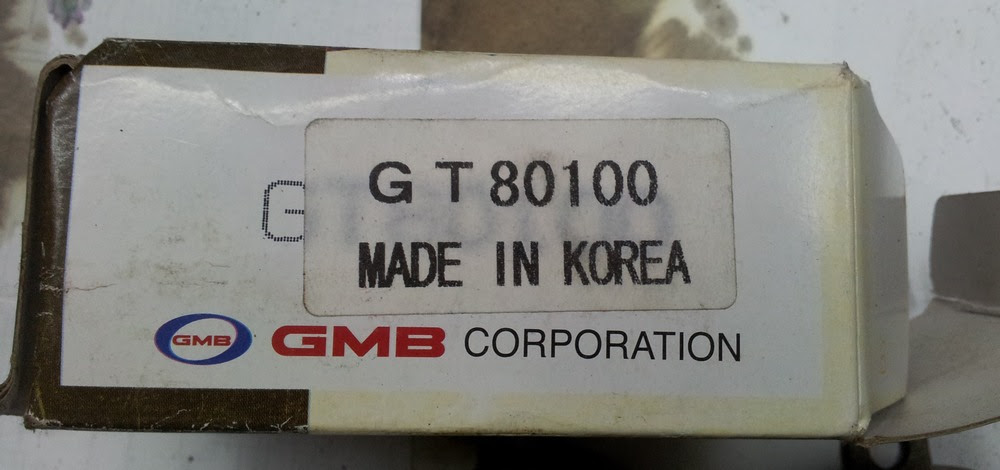 G T 80100
MADE IN KOREA
GMB GMB CORPORATION